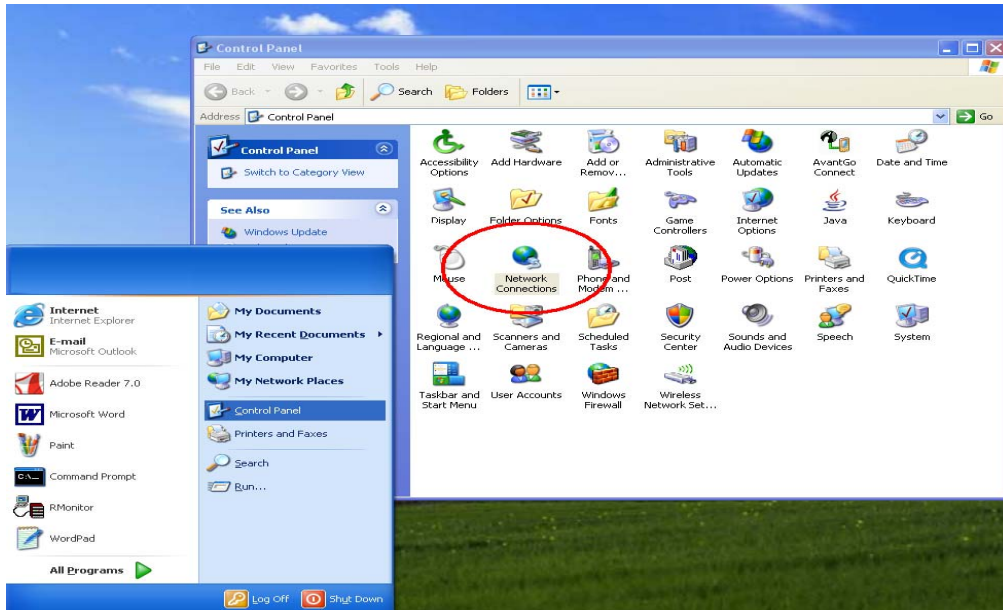 Control Panel
File Edit View Favorites Tools Help
Back Search Folders
Address Control Panel Go
Control Panel
Switch to Category View
See Also
Windows Update
Accessibility Options
Add Hardware
Add or Remov...
Administrative Tools
Automatic Updates
AvantGo Connect
Date and Time
Display
Folder Options
Fonts
Game Controllers
Internet Options
Java
Keyboard
Mouse
Network Connections
Phone and Modem ...
Post
Power Options
Printers and Faxes
QuickTime
Regional and Language ...
Scanners and Cameras
Scheduled Tasks
Security Center
Sounds and Audio Devices
Speech
System
Taskbar and Start Menu
User Accounts
Windows Firewall
Wireless Network Set...
Internet
Internet Explorer
E-mail
Microsoft Outlook
Adobe Reader 7.0
Microsoft Word
Paint
Command Prompt
RMonitor
WordPad
All Programs
My Documents
My Recent Documents
My Computer
My Network Places
Control Panel
Printers and Faxes
Search
Run...
Log Off Shut Down